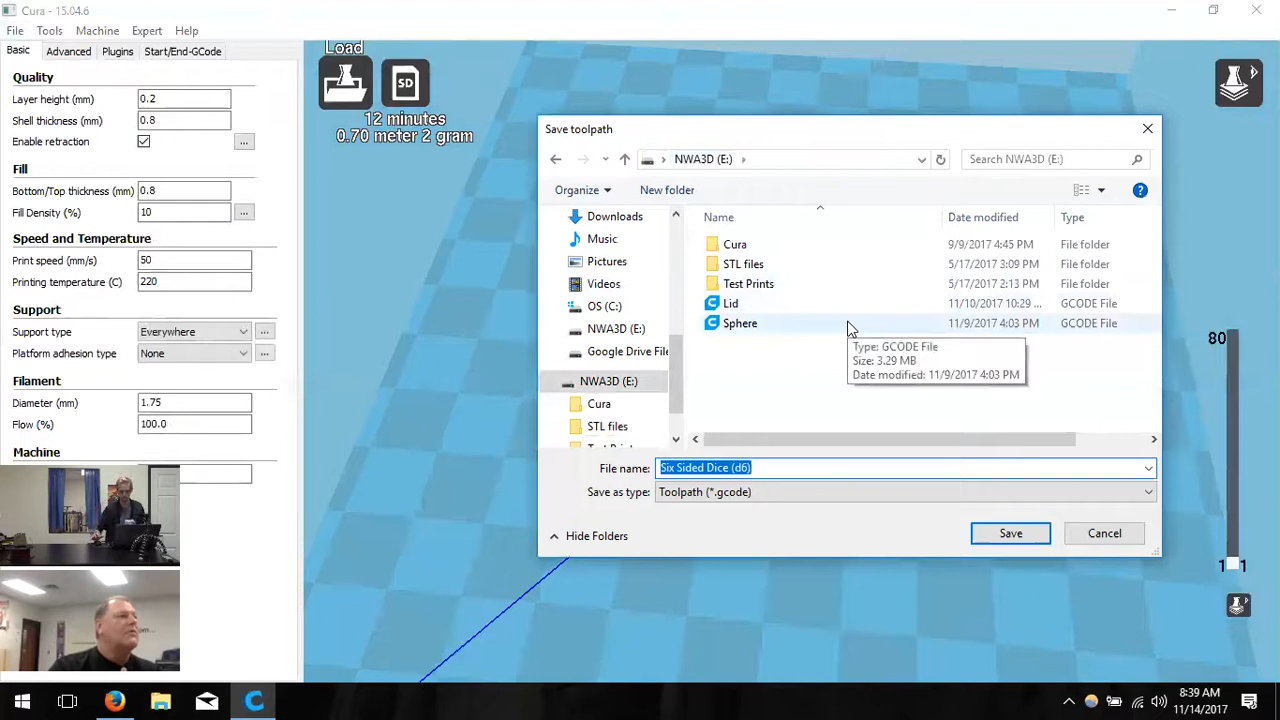 Cura - 15.04.6
File Tools Machine Expert Help
Basic Advanced Plugins Start/End-GCode
Quality
Layer height (mm) 0.2
Shell thickness (mm) 0.8
Enable retraction ...
Fill
Bottom/Top thickness (mm) 0.8
Fill Density (%) 10 ...
Speed and Temperature
Print speed (mm/s) 50
Printing temperature (C) 220
Support
Support type Everywhere ...
Platform adhesion type None ...
Filament
Diameter (mm) 1.75
Flow (%) 100.0
Machine
Load
SD
12 minutes
0.70 meter 2 gram
Save toolpath
NWA3D (E:) Search NWA3D (E:)
Organize New folder
Downloads
Music
Pictures
Videos
OS (C:)
NWA3D (E:)
Google Drive File
NWA3D (E:)
Cura
STL files
Name Date modified Type
Cura 9/9/2017 4:45 PM File folder
STL files 5/17/2017 3:09 PM File folder
Test Prints 5/17/2017 2:13 PM File folder
Lid 11/10/2017 10:29 ... GCODE File
Sphere 11/9/2017 4:03 PM GCODE File
Type: GCODE File
Size: 3.29 MB
Date modified: 11/9/2017 4:03 PM
File name: Six Sided Dice (d6)
Save as type: Toolpath (*.gcode)
Hide Folders Save Cancel
80
1 1
8:39 AM
11/14/2017